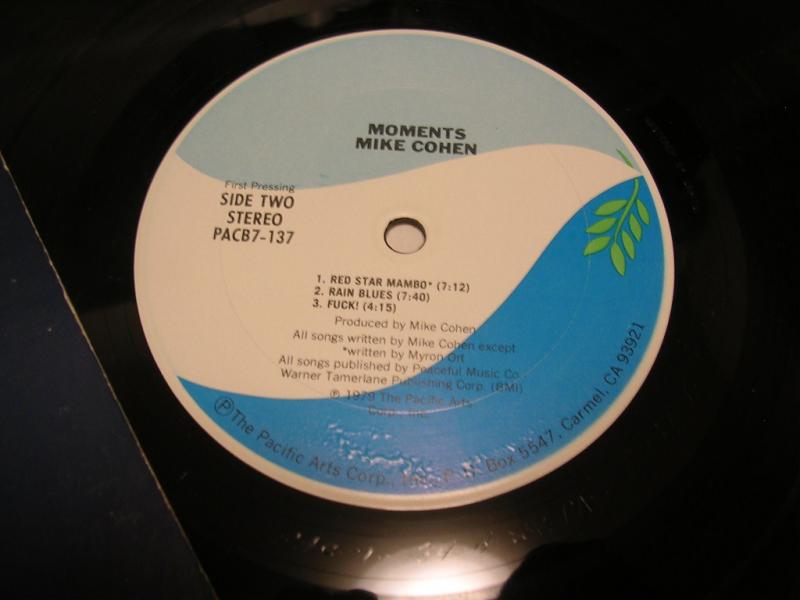 MOMENTS
MIKE COHEN
First Pressing
SIDE TWO
STEREO
PACB7-137
1. RED STAR MAMBO* (7:12)
2. RAIN BLUES (7:40)
3. FUCK! (4:15)
Produced by Mike Cohen
All songs written by Mike Cohen except
*written by Myron Ort
All songs published by Peaceful Music Co.
Warner Tamerlane Publishing Corp. (BMI)
℗ 1979 The Pacific Arts
Corp., Inc.
℗ The Pacific Arts Corp., Inc., P.O. Box 5547, Carmel, CA 93921